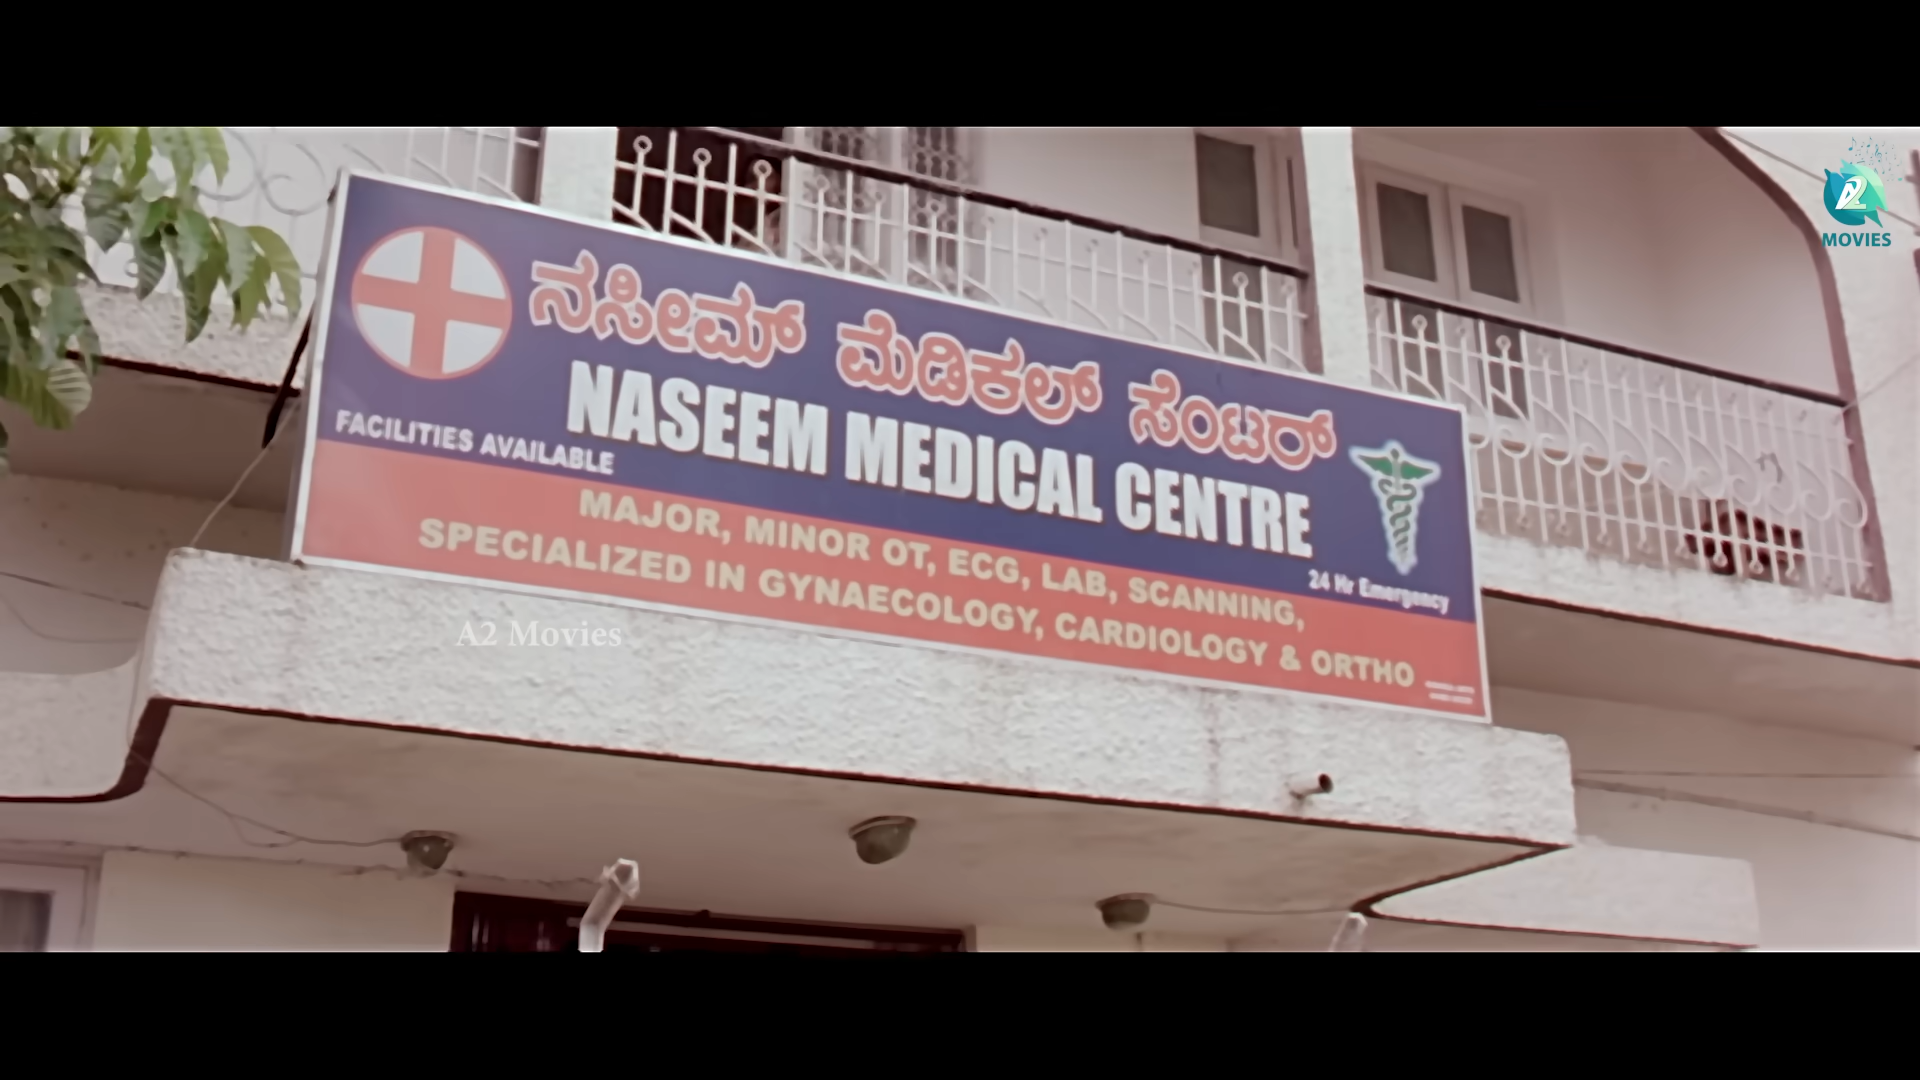 ನಸೀಮ್ ಮೆಡಿಕಲ್ ಸೆಂಟರ್
NASEEM MEDICAL CENTRE
FACILITIES AVAILABLE
24 Hr Emergency
MAJOR, MINOR OT, ECG, LAB, SCANNING,
SPECIALIZED IN GYNAECOLOGY, CARDIOLOGY & ORTHO
A2 Movies
A2
MOVIES